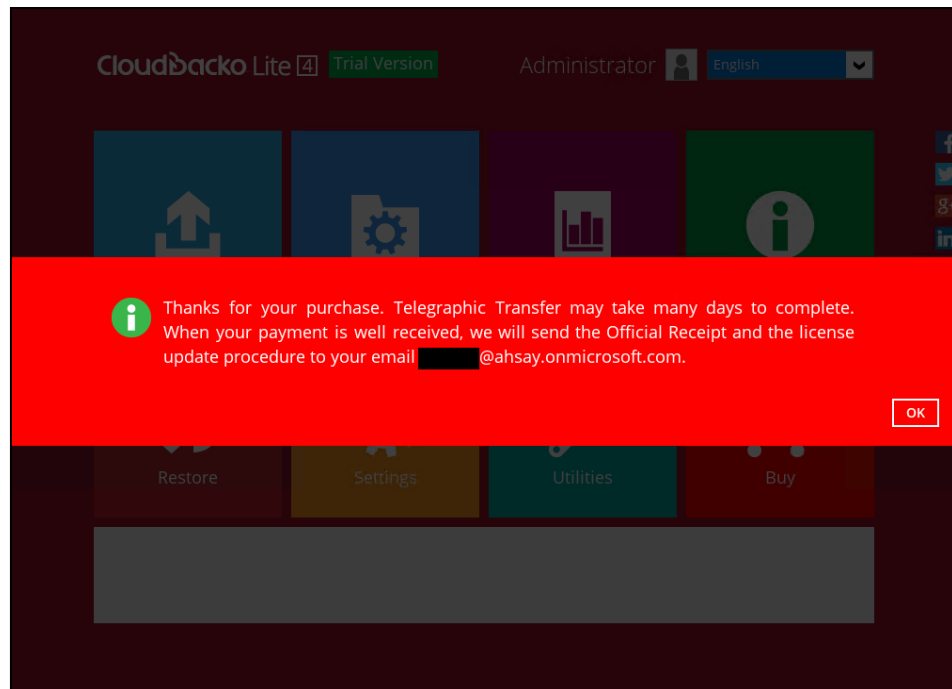 Cloudbacko Lite 4 Trial Version Administrator English
f
g+
in
Thanks for your purchase. Telegraphic Transfer may take many days to complete.
When your payment is well received, we will send the Official Receipt and the license
update procedure to your email @ahsay.onmicrosoft.com.
OK
Restore Settings Utilities Buy